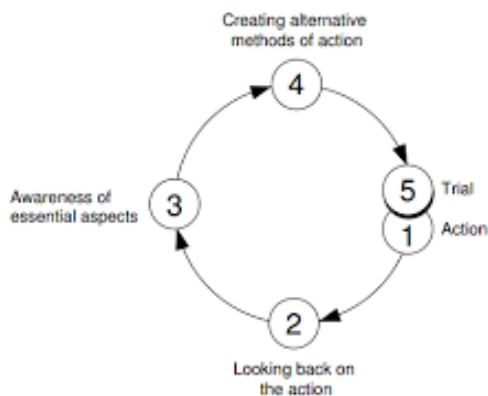 Creating alternative
methods of action
4
5
Trial
Awareness of
essential aspects
3
1
Action
2
Looking back on
the action